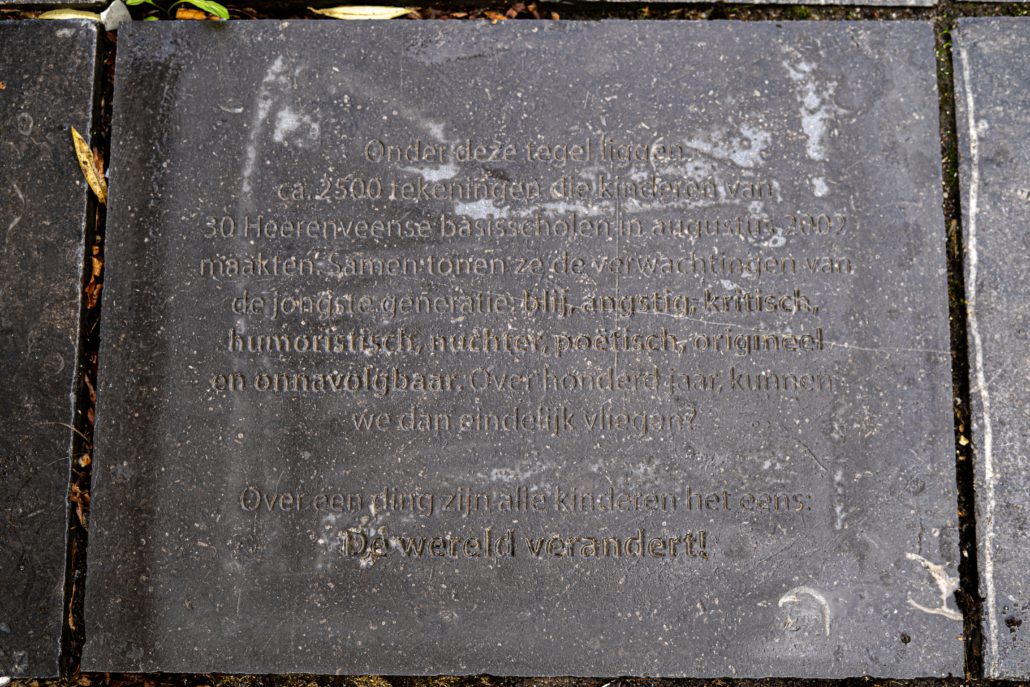 Onder deze tegel liggen
ca. 2500 tekeningen die kinderen van
30 Heerenveense basisscholen in augustus 2002
maakten. Samen tonen ze de verwachtingen van
de jongste generatie: blij, angstig, kritisch,
humoristisch, nuchter, poëtisch, origineel
en onnavolgbaar. Over honderd jaar, kunnen
we dan eindelijk vliegen?
Over een ding zijn alle kinderen het eens:
De wereld verandert!